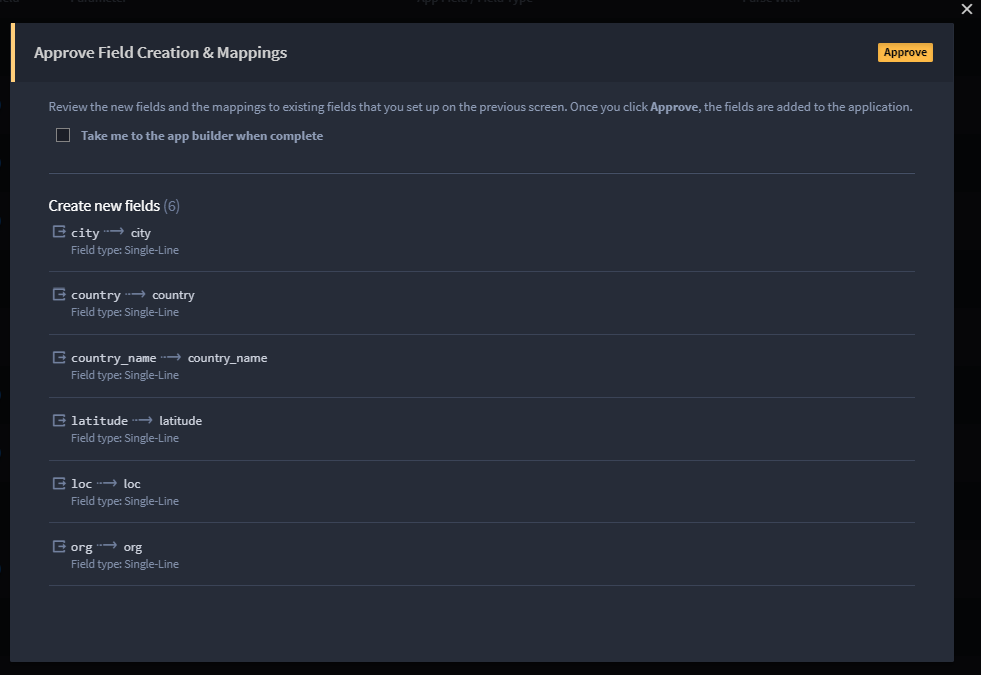 Approve Field Creation & Mappings
Approve
Review the new fields and the mappings to existing fields that you set up on the previous screen. Once you click Approve, the fields are added to the application.
Take me to the app builder when complete
Create new fields (6)
city → city
Field type: Single-Line
country → country
Field type: Single-Line
country_name → country_name
Field type: Single-Line
latitude → latitude
Field type: Single-Line
loc → loc
Field type: Single-Line
org → org
Field type: Single-Line